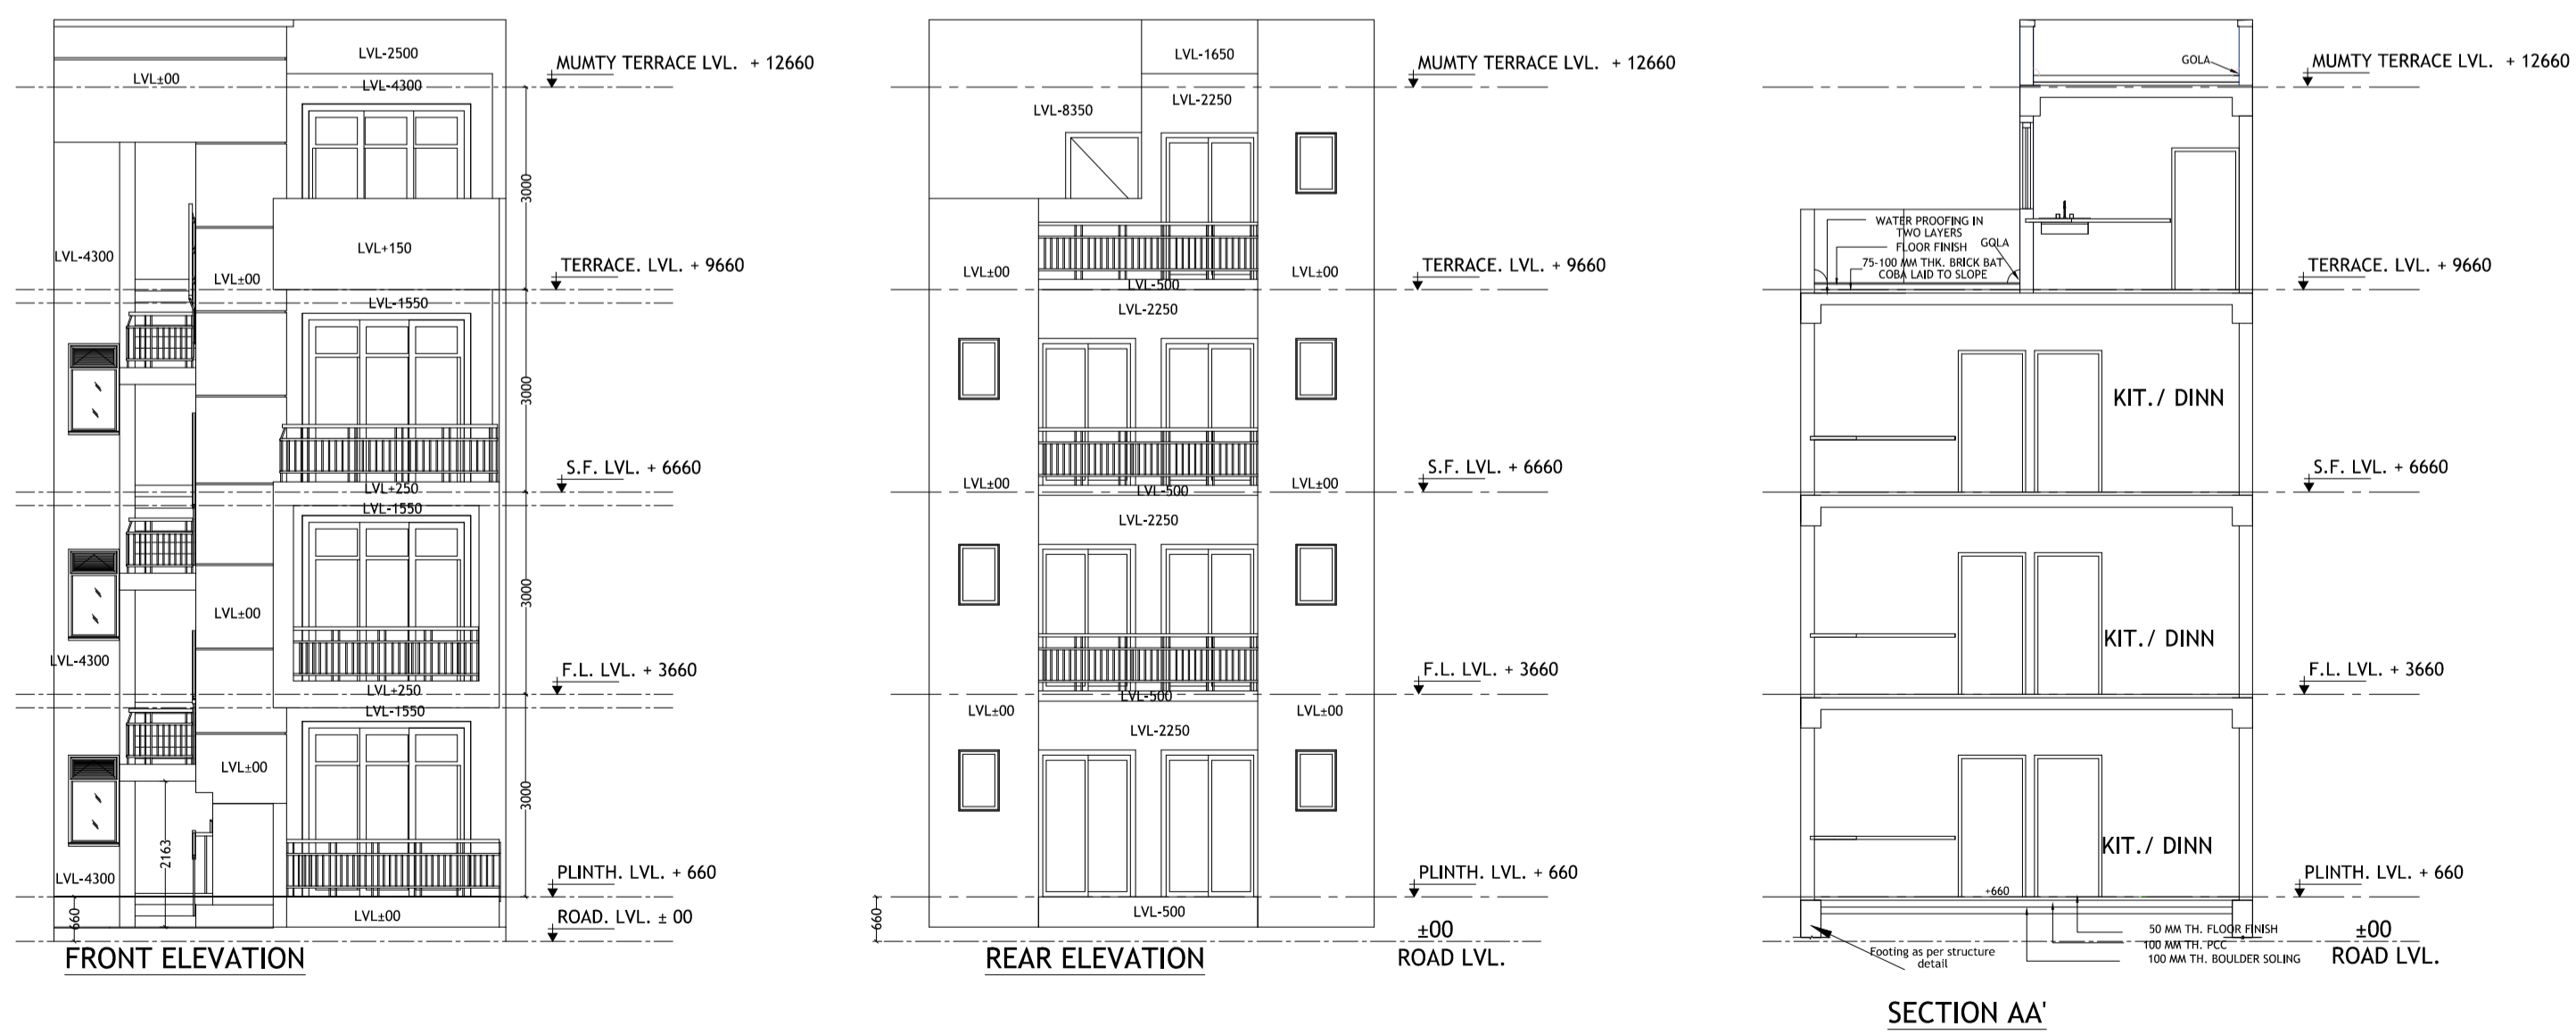 LVL-2500
LVL±00
LVL-4300
MUMTY TERRACE LVL. + 12660
3000
LVL-4300
LVL+150
LVL±00
TERRACE. LVL. + 9660
LVL-1550
3000
S.F. LVL. + 6660
LVL+250
LVL-1550
3000
LVL±00
LVL-4300
F.L. LVL. + 3660
LVL+250
LVL-1550
LVL±00
3000
2163
LVL-4300
PLINTH. LVL. + 660
660
LVL±00
ROAD. LVL. ± 00
FRONT ELEVATION
LVL-1650
MUMTY TERRACE LVL. + 12660
LVL-2250
LVL-8350
LVL±00
LVL±00
TERRACE. LVL. + 9660
LVL-500
LVL-2250
S.F. LVL. + 6660
LVL±00
LVL±00
LVL-500
LVL-2250
F.L. LVL. + 3660
LVL-500
LVL±00
LVL±00
LVL-2250
PLINTH. LVL. + 660
660
LVL-500
±00
ROAD LVL.
REAR ELEVATION
GOLA
MUMTY TERRACE LVL. + 12660
WATER PROOFING IN
TWO LAYERS
FLOOR FINISH
GOLA
75-100 MM THK. BRICK BAT
COBA LAID TO SLOPE
TERRACE. LVL. + 9660
KIT./ DINN
S.F. LVL. + 6660
KIT./ DINN
F.L. LVL. + 3660
KIT./ DINN
PLINTH. LVL. + 660
+660
50 MM TH. FLOOR FINISH
100 MM TH. PCC
100 MM TH. BOULDER SOLING
Footing as per structure
detail
±00
ROAD LVL.
SECTION AA'